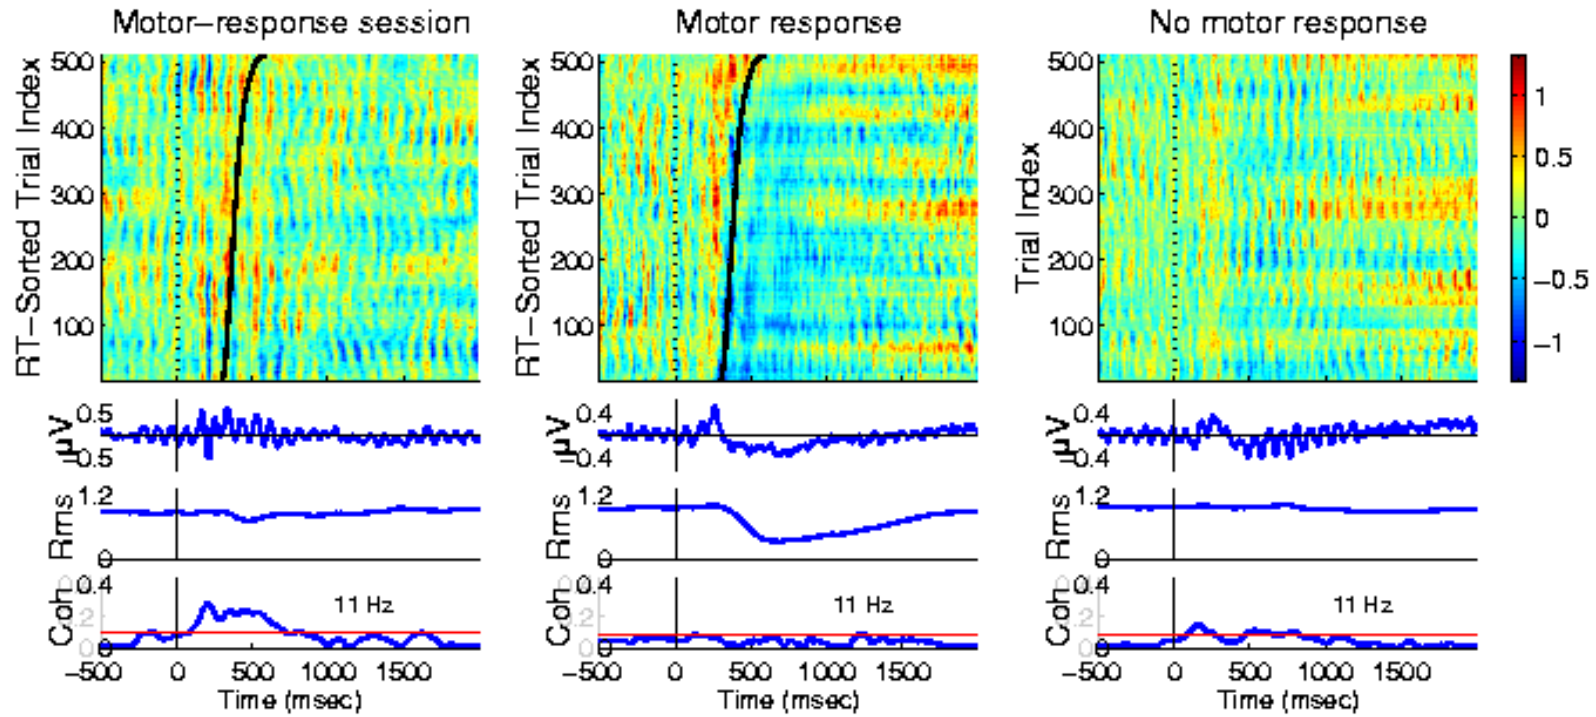 Motor−response session
Motor response
No motor response
RT−Sorted Trial Index
500
400
300
200
100
RT−Sorted Trial Index
500
400
300
200
100
Trial Index
500
400
300
200
100
1
0.5
0
−0.5
−1
µV
0.5
−0.5
µV
0.4
−0.4
µV
0.4
−0.4
Rms
1.2
0
Rms
1.2
0
Rms
1.2
0
Coh
0.4
0.2
0
11 Hz
Coh
0.4
0.2
0
11 Hz
Coh
0.4
0.2
0
11 Hz
−500 0 500 1000 1500
−500 0 500 1000 1500
−500 0 500 1000 1500
Time (msec)
Time (msec)
Time (msec)